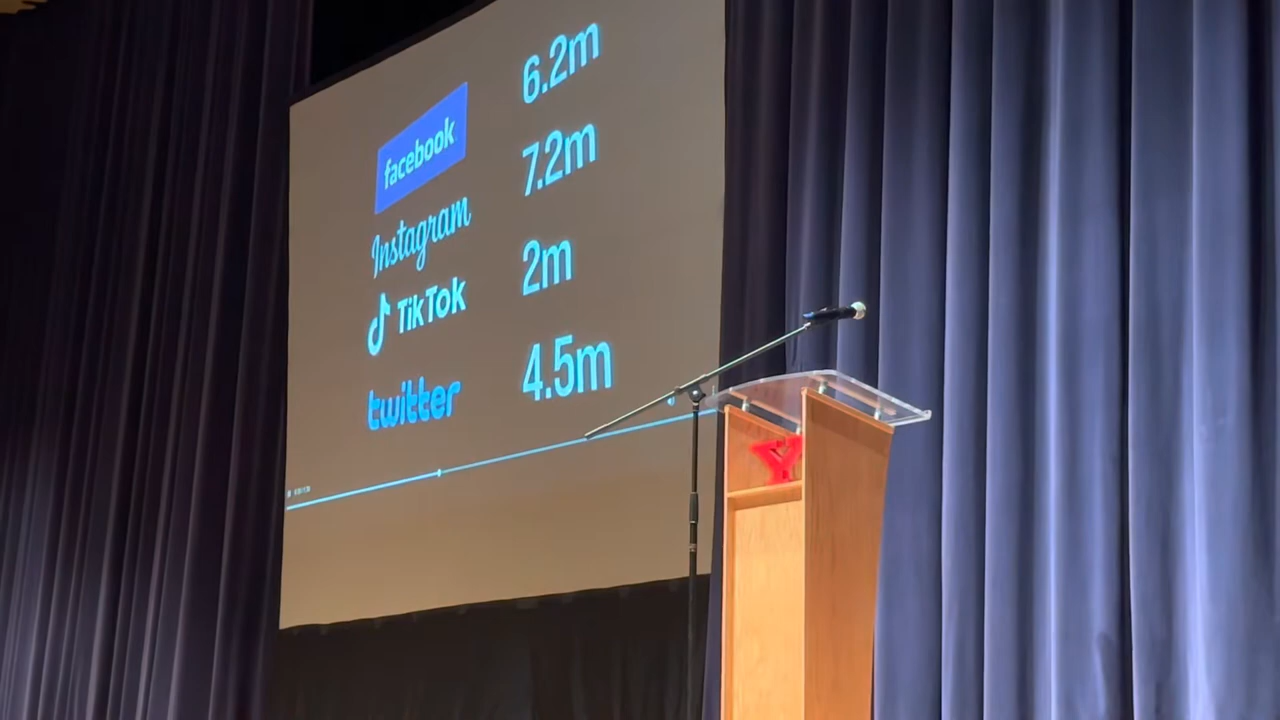 facebook 6.2m
Instagram 7.2m
TikTok 2m
twitter 4.5m
Y